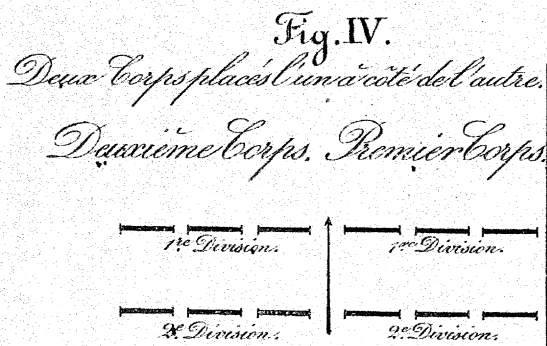 Fig. IV.
Deux Corps placés l'un à côté de l'autre.
Deuxième Corps. Premier Corps.
1re Division. 1re Division.
2e Division. 2e Division.